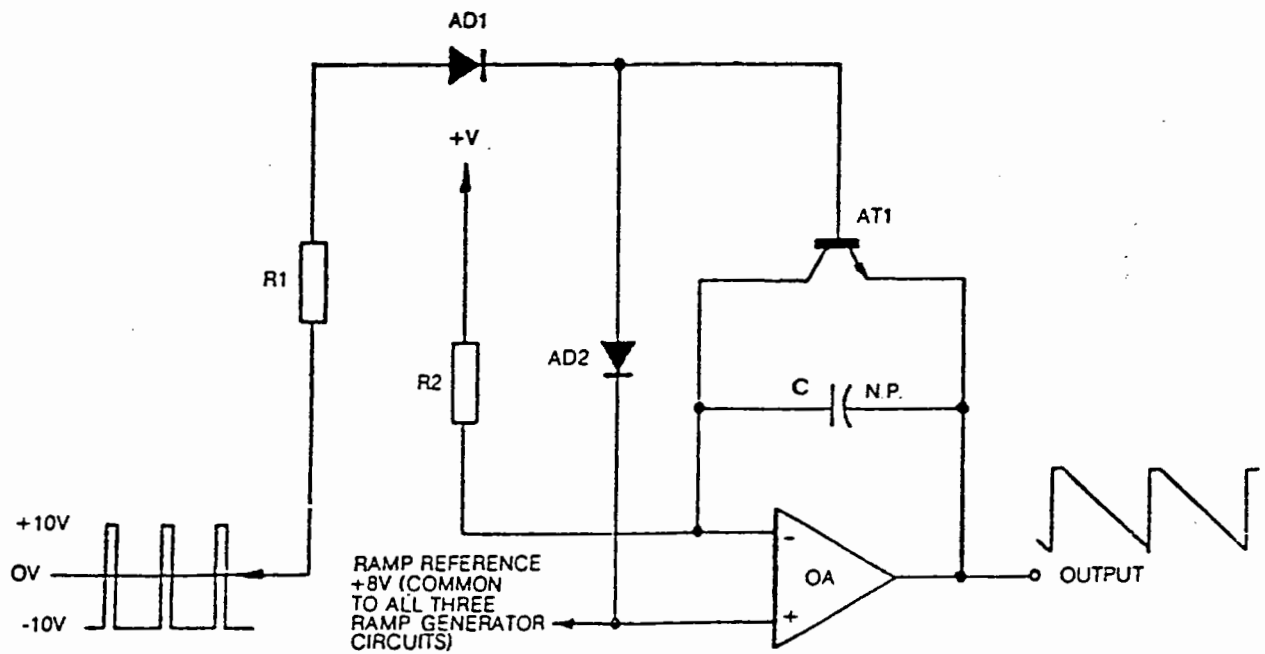 AD1
+V
AT1
R1
AD2
R2
C
N.P.
+10V
OV
-10V
RAMP REFERENCE
+8V (COMMON
TO ALL THREE
RAMP GENERATOR
CIRCUITS)
-
+
OA
OUTPUT